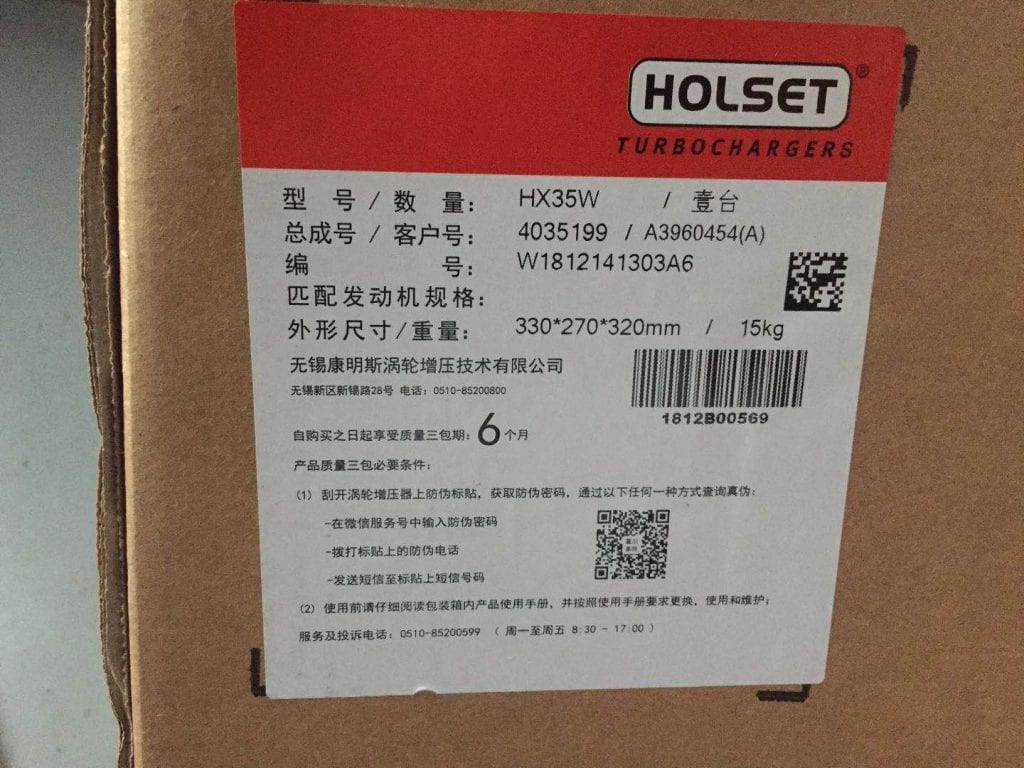 HOLSET®
TURBOCHARGERS
型 号 / 数 量： HX35W / 壹台
总成号 / 客户号： 4035199 / A3960454(A)
编 号： W1812141303A6
匹配发动机规格：
外形尺寸/重量： 330*270*320mm / 15kg
无锡康明斯涡轮增压技术有限公司
无锡新区新锡路28号 电话：0510-85200800
1812B00569
自购买之日起享受质量三包期：6个月
产品质量三包必要条件：
（1）刮开涡轮增压器上防伪标贴，获取防伪密码，通过以下任何一种方式查询真伪：
-在微信服务号中输入防伪密码
-拨打标贴上的防伪电话
-发送短信至标贴上短信号码
（2）使用前请仔细阅读包装箱内产品使用手册，并按照使用手册要求更换，使用和维护；
服务及投诉电话：0510-85200599 （ 周一至周五 8:30 ~ 17:00 ）